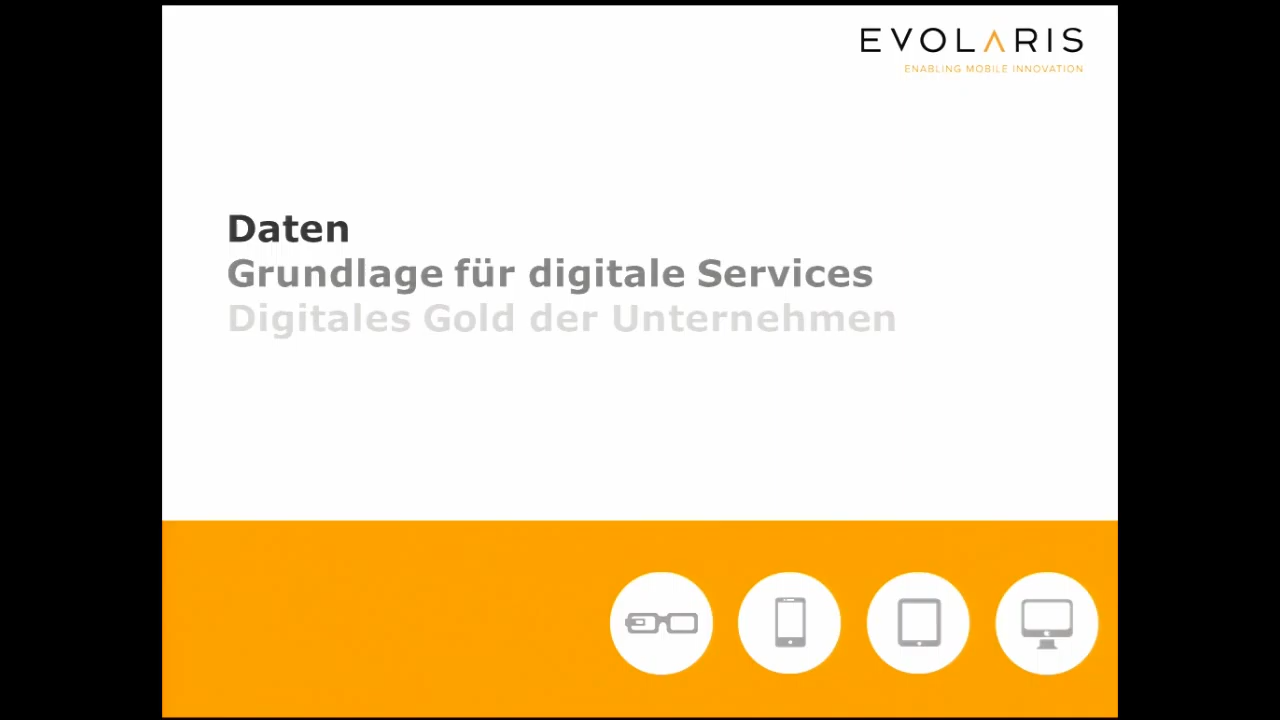 EVOLARIS
ENABLING MOBILE INNOVATION
Daten
Grundlage für digitale Services
Digitales Gold der Unternehmen